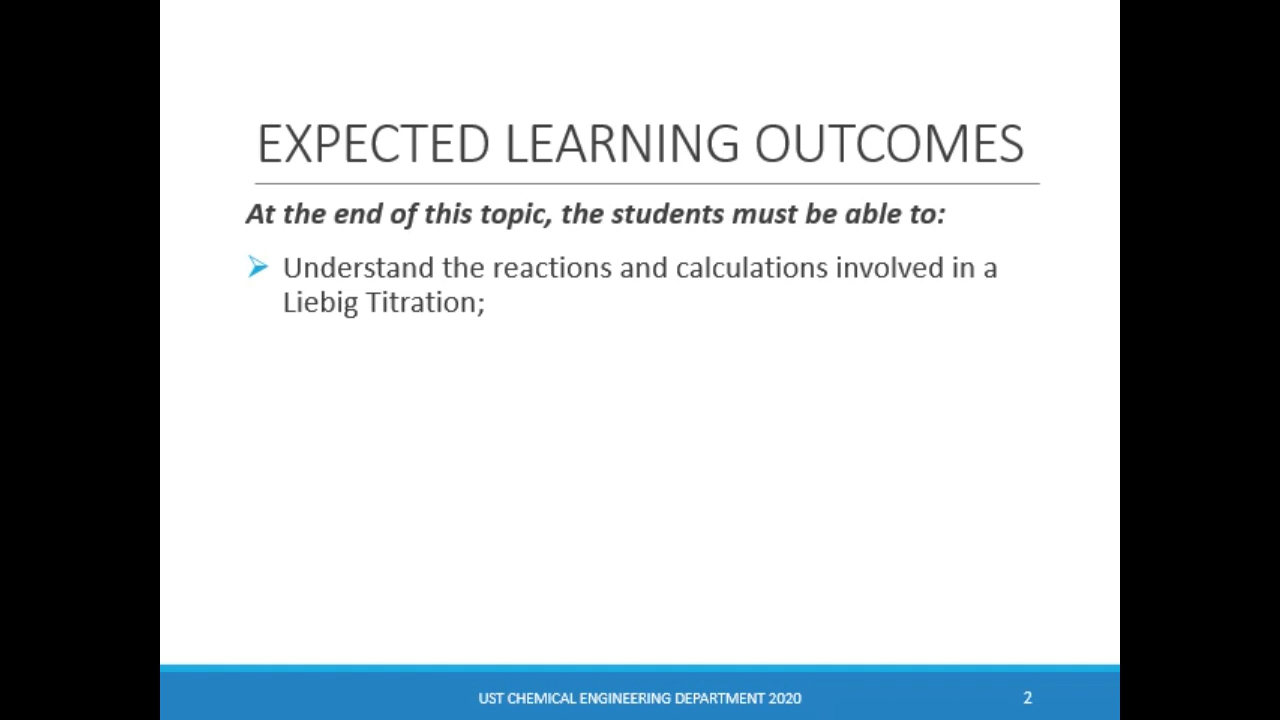 EXPECTED LEARNING OUTCOMES
At the end of this topic, the students must be able to:
Understand the reactions and calculations involved in a
Liebig Titration;
UST CHEMICAL ENGINEERING DEPARTMENT 2020
2